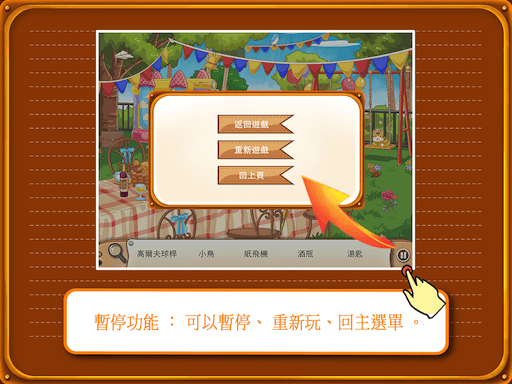 返回遊戲
重新遊戲
回上頁
高爾夫球桿 小鳥 紙飛機 酒瓶 湯匙
暫停功能 : 可以暫停、重新玩、回主選單 。